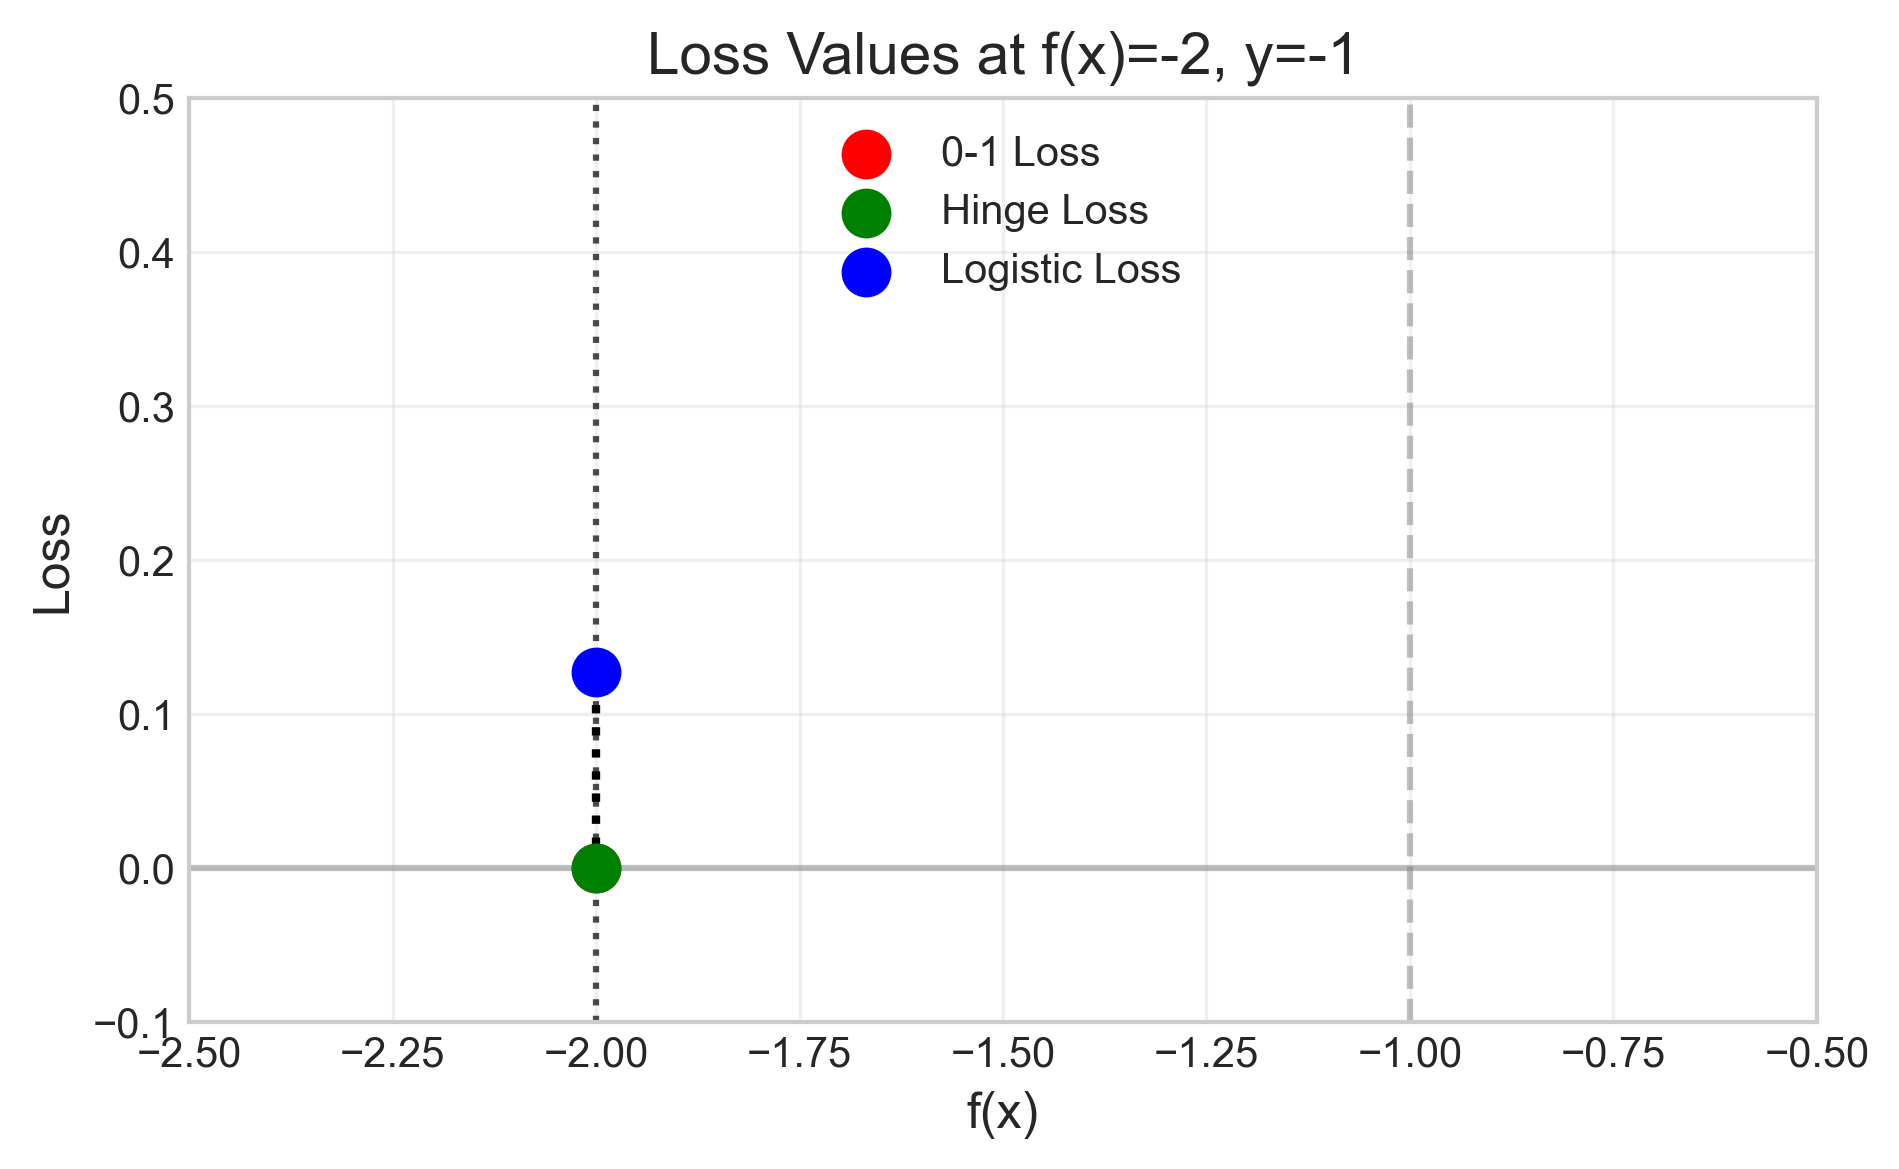 Loss Values at f(x)=-2, y=-1
0.5
0.4
0.3
0.2
0.1
0.0
−0.1
Loss
0-1 Loss
Hinge Loss
Logistic Loss
−2.50 −2.25 −2.00 −1.75 −1.50 −1.25 −1.00 −0.75 −0.50
f(x)